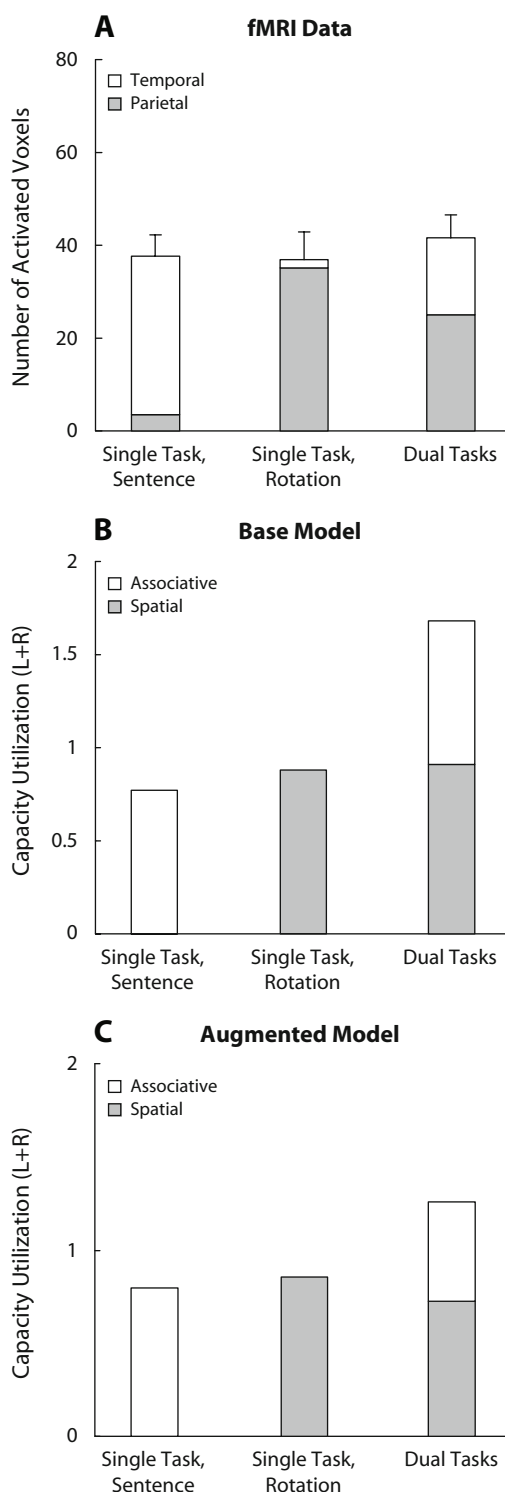 A fMRI Data
80
Temporal
Parietal
60
40
20
0
Number of Activated Voxels
Single Task,
Sentence
Single Task,
Rotation
Dual Tasks
B Base Model
2
Associative
Spatial
1.5
1
0.5
0
Capacity Utilization (L+R)
Single Task,
Sentence
Single Task,
Rotation
Dual Tasks
C Augmented Model
2
Associative
Spatial
1
0
Capacity Utilization (L+R)
Single Task,
Sentence
Single Task,
Rotation
Dual Tasks